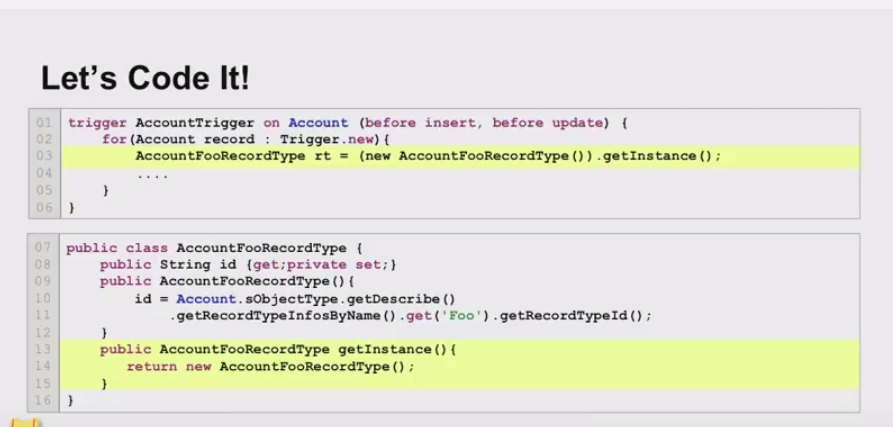 Let's Code It!
01 trigger AccountTrigger on Account (before insert, before update) {
02     for(Account record : Trigger.new){
03         AccountFooRecordType rt = (new AccountFooRecordType()).getInstance();
04         ....
05     }
06 }
07 public class AccountFooRecordType {
08     public String id {get;private set;}
09     public AccountFooRecordType(){
10         id = Account.sObjectType.getDescribe()
11             .getRecordTypeInfosByName().get('Foo').getRecordTypeId();
12     }
13     public AccountFooRecordType getInstance(){
14        return new AccountFooRecordType();
15     }
16 }